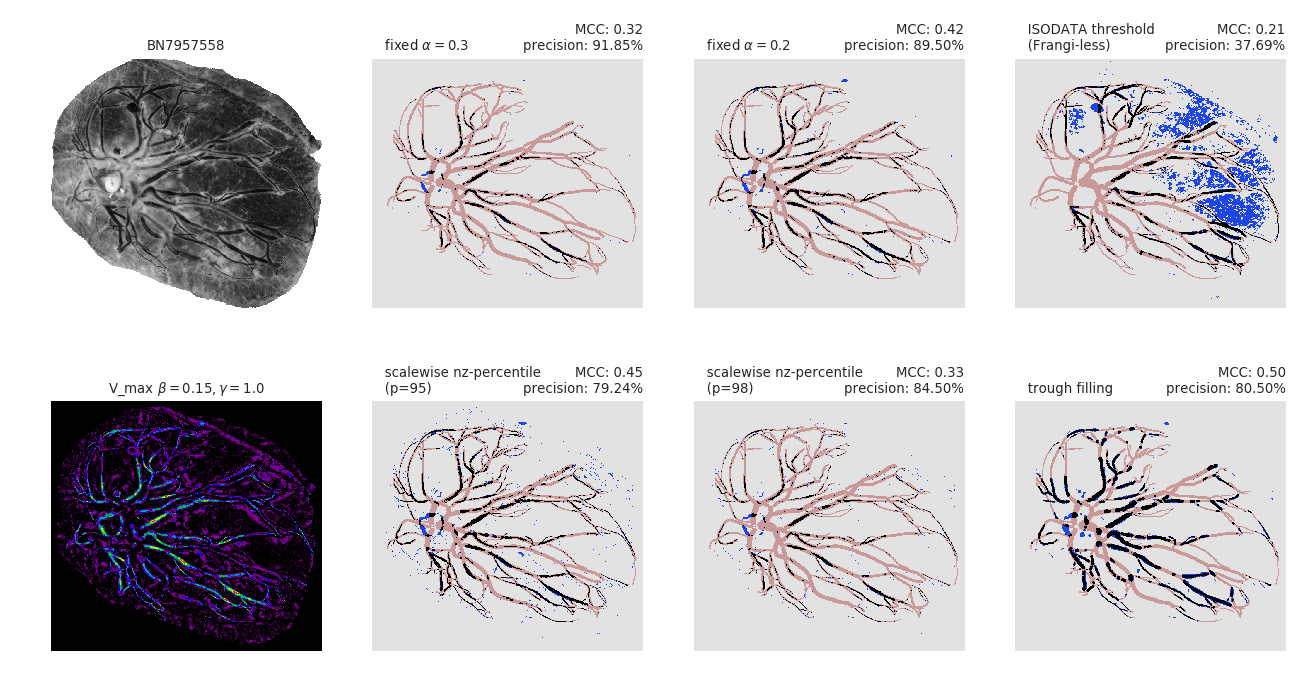 BN7957558
fixed α = 0.3
MCC: 0.32
precision: 91.85%
fixed α = 0.2
MCC: 0.42
precision: 89.50%
ISODATA threshold
(Frangi-less)
MCC: 0.21
precision: 37.69%
V_max β = 0.15, γ = 1.0
scalewise nz-percentile
(p=95)
MCC: 0.45
precision: 79.24%
scalewise nz-percentile
(p=98)
MCC: 0.33
precision: 84.50%
trough filling
MCC: 0.50
precision: 80.50%